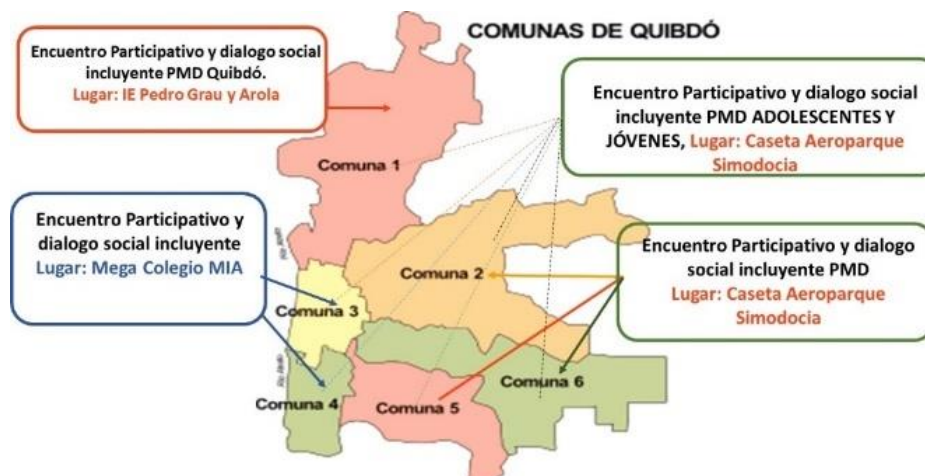 COMUNAS DE QUIBDÓ
Encuentro Participativo y dialogo social
incluyente PMD Quibdó.
Lugar: IE Pedro Grau y Arola
Encuentro Participativo y dialogo social
incluyente PMD ADOLESCENTES Y
JÓVENES, Lugar: Caseta Aeroparque
Simodocia
Comuna 1
Encuentro Participativo y
dialogo social incluyente
Lugar: Mega Colegio MIA
Encuentro Participativo y dialogo
social incluyente PMD
Lugar: Caseta Aeroparque
Simodocia
Comuna 2
Comuna 3
Comuna 6
Comuna 4
Comuna 5